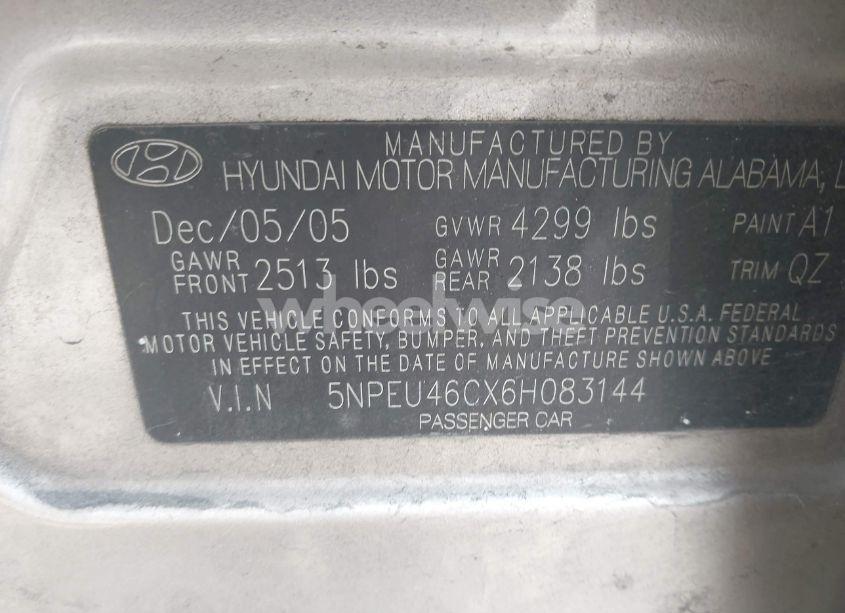 MANUFACTURED BY
HYUNDAI MOTOR MANUFACTURING ALABAMA, L
Dec/05/05 GVWR 4299 lbs PAINT A1
GAWR FRONT 2513 lbs GAWR REAR 2138 lbs TRIM QZ
wheelwise
THIS VEHICLE CONFORMS TO ALL APPLICABLE U.S.A. FEDERAL
MOTOR VEHICLE SAFETY, BUMPER, AND THEFT PREVENTION STANDARDS
IN EFFECT ON THE DATE OF MANUFACTURE SHOWN ABOVE
V.I.N 5NPEU46CX6H083144
PASSENGER CAR